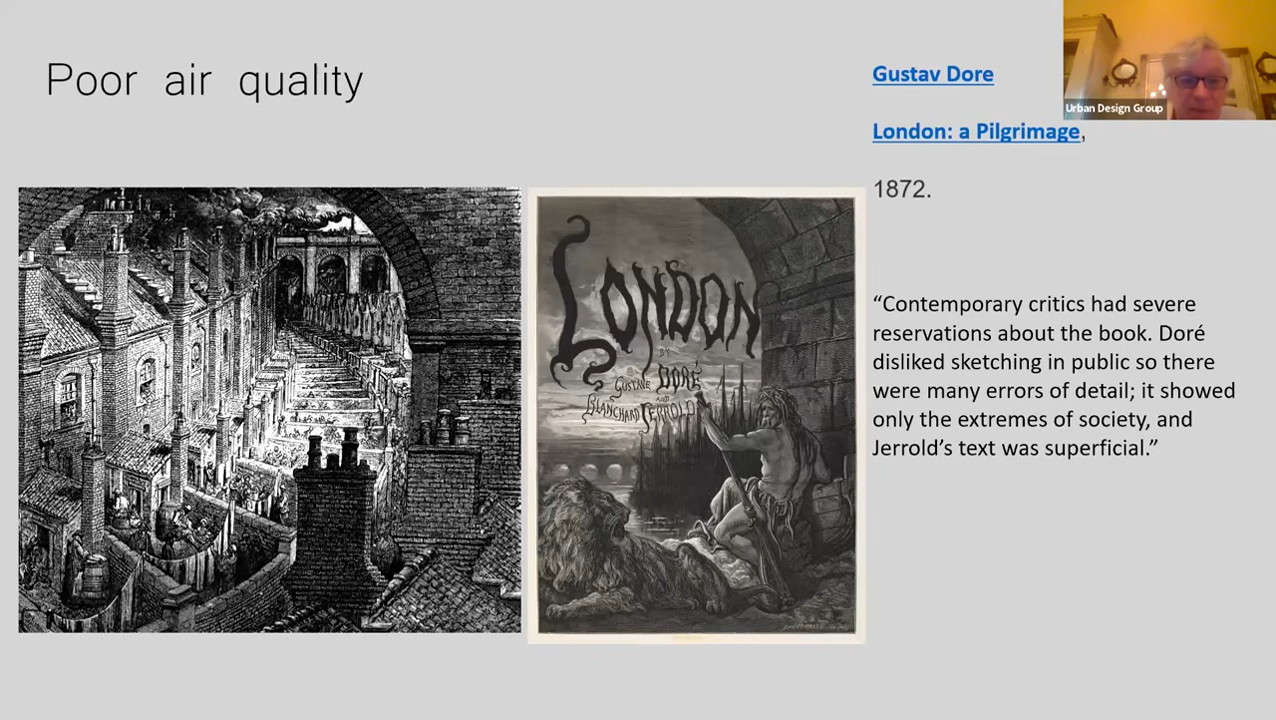 Poor air quality
Gustav Dore
London: a Pilgrimage,
1872.
Urban Design Group
LONDON
BY
GUSTAVE DORÉ
AND
BLANCHARD JERROLD
“Contemporary critics had severe
reservations about the book. Doré
disliked sketching in public so there
were many errors of detail; it showed
only the extremes of society, and
Jerrold’s text was superficial.”